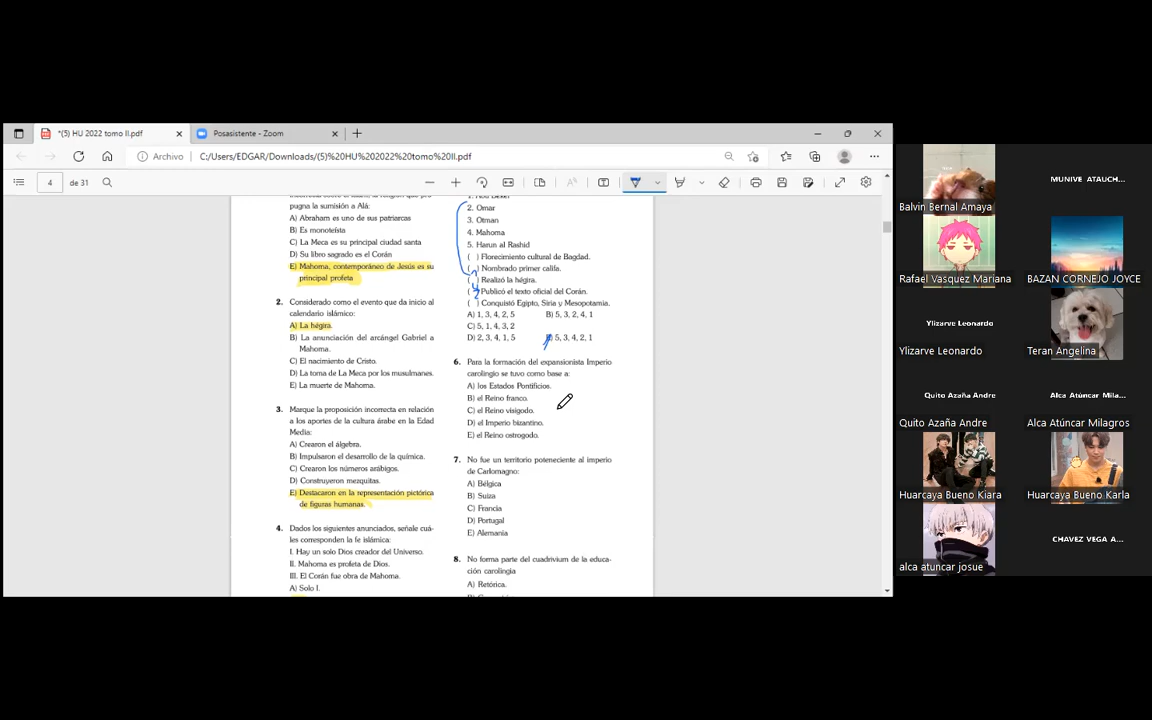 *(5) HU 2022 tomo II.pdf
Posasistente - Zoom
Archivo
C:/Users/EDGAR/Downloads/(5)%20HU%202022%20tomo%20II.pdf
4
de 31
pugna la sumisión a Alá:
A) Abraham es uno de sus patriarcas
B) Es monoteísta
C) La Meca es su principal ciudad santa
D) Su libro sagrado es el Corán
E) Mahoma, contemporáneo de Jesús es su
principal profeta
2. Considerado como el evento que da inicio al
calendario islámico:
A) La hégira.
B) La anunciación del arcángel Gabriel a
Mahoma.
C) El nacimiento de Cristo.
D) La toma de La Meca por los musulmanes.
E) La muerte de Mahoma.
3. Marque la proposición incorrecta en relación
a los aportes de la cultura árabe en la Edad
Media:
A) Crearon el álgebra.
B) Impulsaron el desarrollo de la química.
C) Crearon los números arábigos.
D) Construyeron mezquitas.
E) Destacaron en la representación pictórica
de figuras humanas.
4. Dados los siguientes anunciados, señale cuá-
les corresponden la fe islámica:
I. Hay un solo Dios creador del Universo.
II. Mahoma es profeta de Dios.
III. El Corán fue obra de Mahoma.
A) Solo I.
2. Omar
3. Otman
4. Mahoma
5. Harun al Rashid
( ) Florecimiento cultural de Bagdad.
( ) Nombrado primer califa.
( ) Realizó la hégira.
( ) Publicó el texto oficial del Corán.
( ) Conquistó Egipto, Siria y Mesopotamia.
A) 1, 3, 4, 2, 5 B) 5, 3, 2, 4, 1
C) 5, 1, 4, 3, 2
D) 2, 3, 4, 1, 5 E) 5, 3, 4, 2, 1
6. Para la formación del expansionista Imperio
carolingio se tuvo como base a:
A) los Estados Pontificios.
B) el Reino franco.
C) el Reino visigodo.
D) el Imperio bizantino.
E) el Reino ostrogodo.
7. No fue un territorio poteneciente al imperio
de Carlomagno:
A) Bélgica
B) Suiza
C) Francia
D) Portugal
E) Alemania
8. No forma parte del cuadrivium de la educa-
ción carolingia
A) Retórica.
Balvin Bernal Amaya
MUNIVE ATAUCH...
Rafael Vasquez Mariana
BAZAN CORNEJO JOYCE
Ylizarve Leonardo
Ylizarve Leonardo
Teran Angelina
Quito Azaña Andre
Quito Azaña Andre
Alca Atúncar Mila...
Alca Atúncar Milagros
Huarcaya Bueno Kiara
Huarcaya Bueno Karla
alca atuncar josue
CHAVEZ VEGA A...